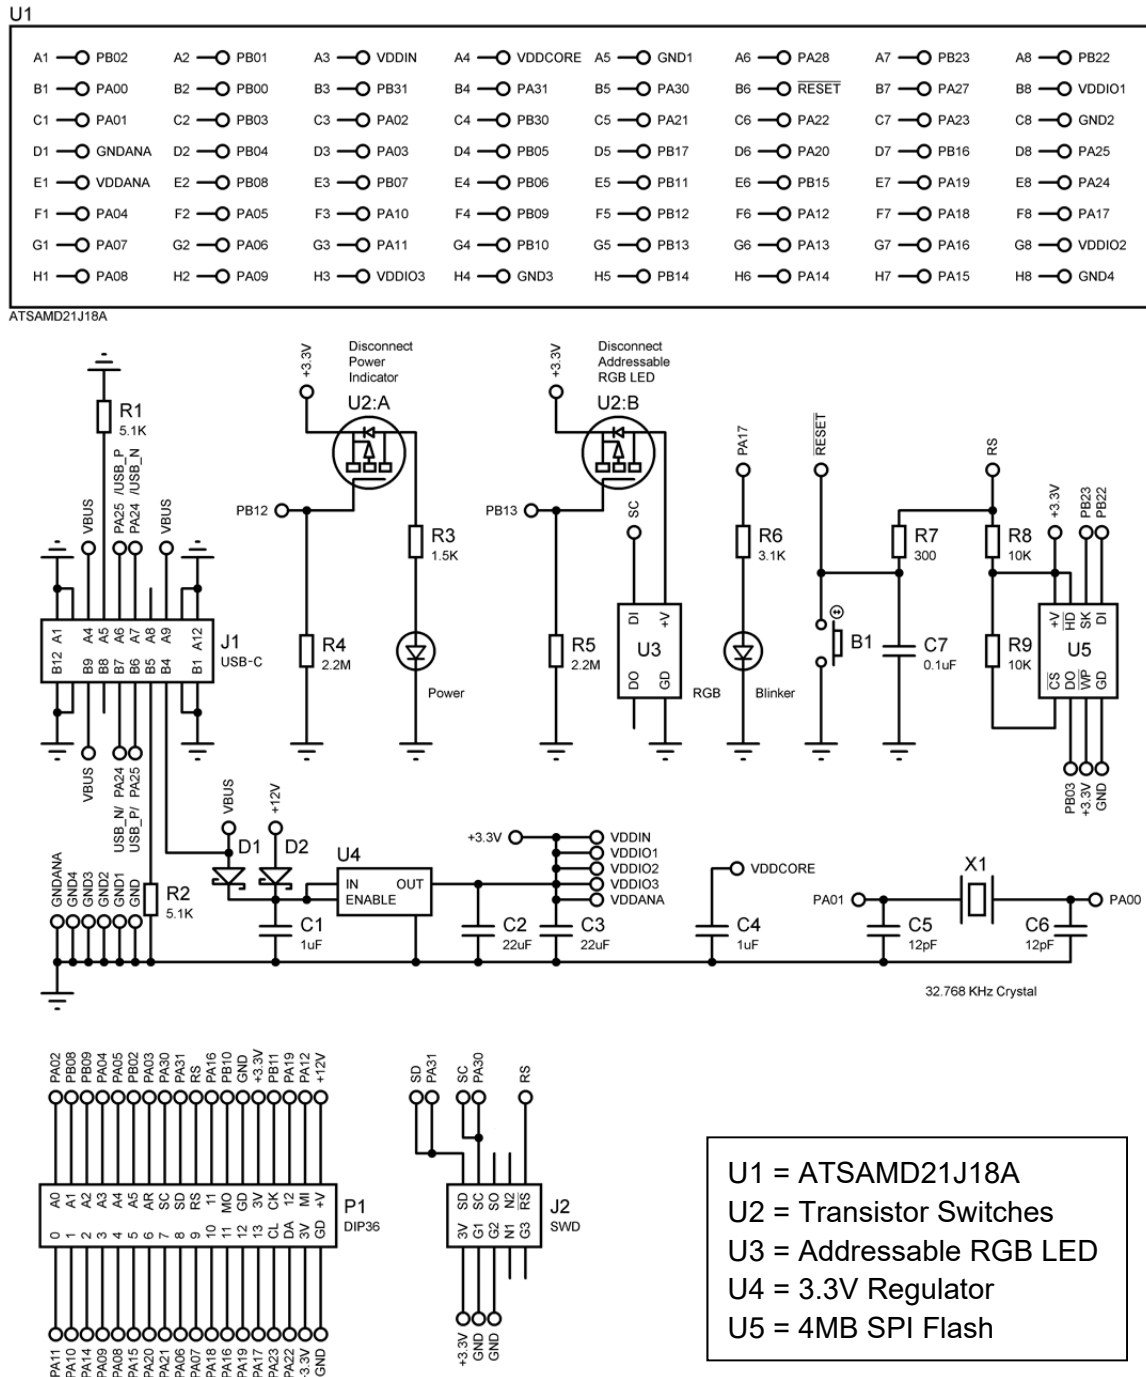 U1
A1 PB02 A2 PB01 A3 VDDIN A4 VDDCORE A5 GND1 A6 PA28 A7 PB23 A8 PB22
B1 PA00 B2 PB00 B3 PB31 B4 PA31 B5 PA30 B6 RESET B7 PA27 B8 VDDIO1
C1 PA01 C2 PB03 C3 PA02 C4 PB30 C5 PA21 C6 PA22 C7 PA23 C8 GND2
D1 GNDANA D2 PB04 D3 PA03 D4 PB05 D5 PB17 D6 PA20 D7 PB16 D8 PA25
E1 VDDANA E2 PB08 E3 PB07 E4 PB06 E5 PB11 E6 PB15 E7 PA19 E8 PA24
F1 PA04 F2 PA05 F3 PA10 F4 PB09 F5 PB12 F6 PA12 F7 PA18 F8 PA17
G1 PA07 G2 PA06 G3 PA11 G4 PB10 G5 PB13 G6 PA13 G7 PA16 G8 VDDIO2
H1 PA08 H2 PA09 H3 VDDIO3 H4 GND3 H5 PB14 H6 PA14 H7 PA15 H8 GND4
ATSAMD21J18A
R1
5.1K
VBUS
PA25 /USB_P
PA24 /USB_N
VBUS
A1 A4 A5 A6 A7 A8 A9 A12
B12 B9 B8 B7 B6 B5 B4 B1
J1
USB-C
VBUS
USB_N/ PA24
USB_P/ PA25
R2
5.1K
+3.3V
Disconnect
Power
Indicator
U2:A
PB12
R3
1.5K
R4
2.2M
Power
+3.3V
Disconnect
Addressable
RGB LED
U2:B
PB13
SC
R5
2.2M
DI +V
U3
DO GD
RGB
PA17
R6
3.1K
Blinker
RESET
B1
R7
300
C7
0.1uF
RS
R8
10K
R9
10K
+3.3V
PB23
PB22
+V HD SK DI
U5
CS DO WP GD
PB03
+3.3V
GND
GNDANA
GND4
GND3
GND2
GND1
GND
VBUS
+12V
D1
D2
U4
IN OUT
ENABLE
C1
1uF
+3.3V
VDDIN
VDDIO1
VDDIO2
VDDIO3
VDDANA
C2
22uF
C3
22uF
VDDCORE
C4
1uF
PA01
X1
PA00
C5
12pF
C6
12pF
32.768 KHz Crystal
PA02 PB08 PB09 PA04 PA05 PB02 PA03 PA30 PA31 RS PA16 PB10 GND +3.3V PB11 PA19 PA12 +12V
A0 A1 A2 A3 A4 A5 AR SC SD RS 11 MO GD 3V CK 12 MI +V
0 1 2 3 4 5 6 7 8 9 10 11 12 13 CL DA 3V GD
P1
DIP36
PA11 PA10 PA14 PA09 PA08 PA15 PA20 PA21 PA06 PA07 PA18 PA16 PA19 PA17 PA23 PA22 +3.3V GND
SD
PA31
SC
PA30
RS
SD SC SO N2 RS
3V G1 G2 N1 G3
J2
SWD
+3.3V
GND
GND
U1 = ATSAMD21J18A
U2 = Transistor Switches
U3 = Addressable RGB LED
U4 = 3.3V Regulator
U5 = 4MB SPI Flash